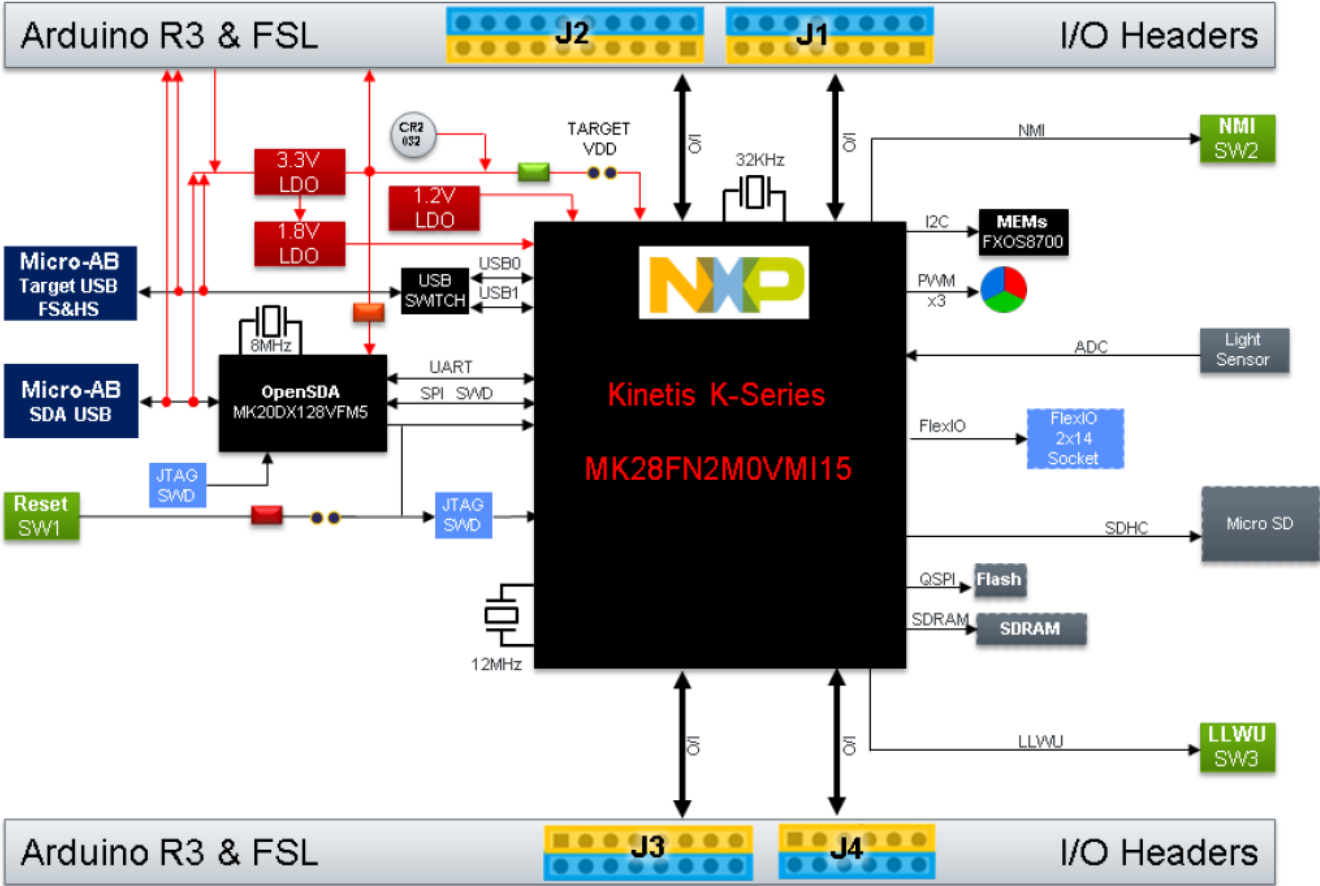 Arduino R3 & FSL
J2
J1
I/O Headers
CR2
032
TARGET
VDD
I/O
I/O
NMI
NMI
SW2
3.3V
LDO
32KHz
1.2V
LDO
1.8V
LDO
I2C
MEMs
FXOS8700
Micro-AB
Target USB
FS&HS
USB
SWITCH
USB0
USB1
NXP
PWM
x3
8MHz
ADC
Light
Sensor
Micro-AB
SDA USB
OpenSDA
MK20DX128VFM5
UART
SPI SWD
Kinetis K-Series
MK28FN2M0VMI15
FlexIO
FlexIO
2x14
Socket
JTAG
SWD
Reset
SW1
JTAG
SWD
SDHC
Micro SD
QSPI
Flash
SDRAM
SDRAM
12MHz
I/O
I/O
LLWU
LLWU
SW3
Arduino R3 & FSL
J3
J4
I/O Headers